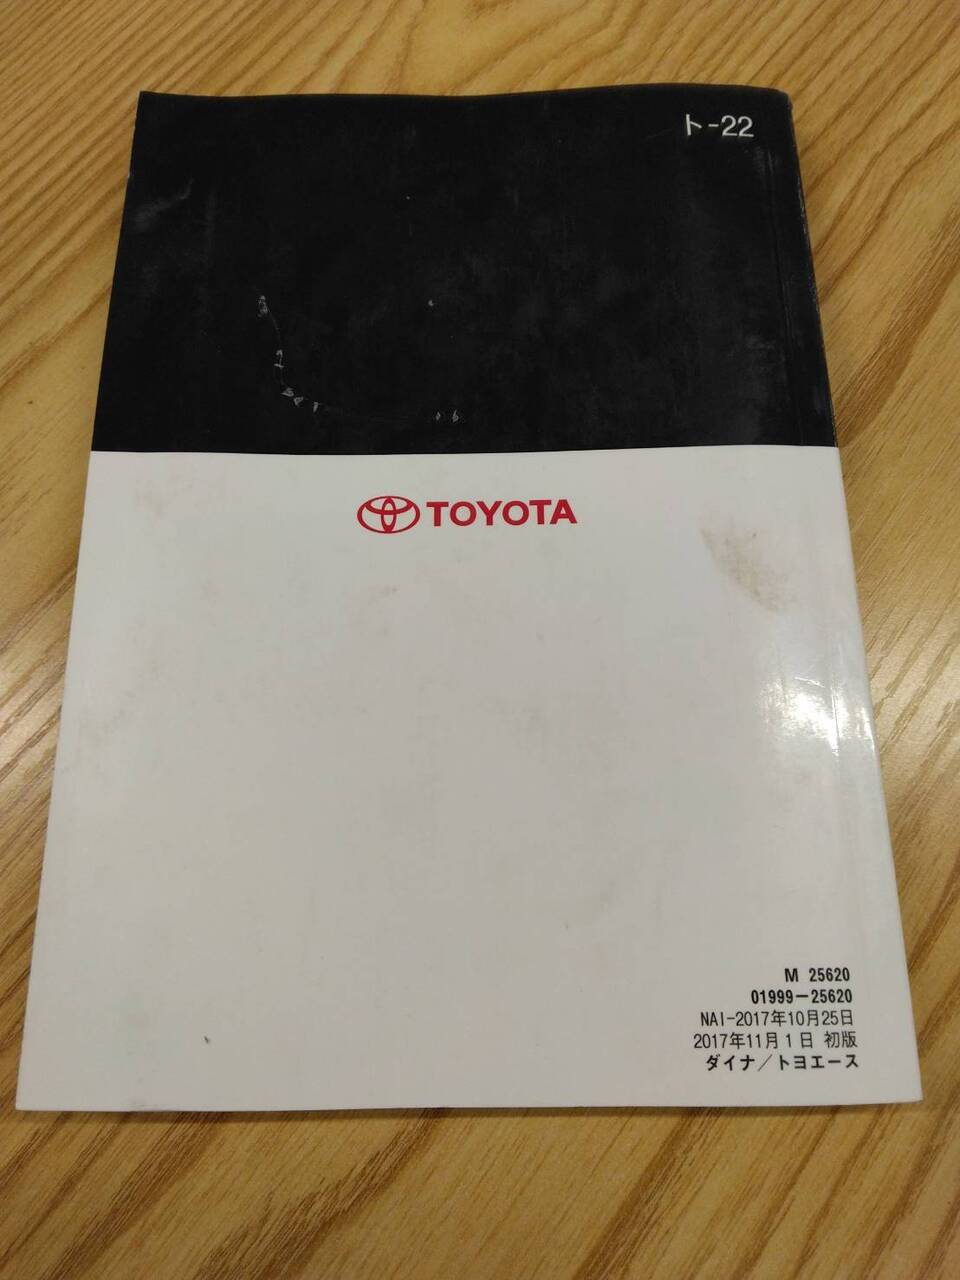 ト-22
TOYOTA
M 25620
01999-25620
NAI-2017年10月25日
2017年11月1日 初版
ダイナ/トヨエース